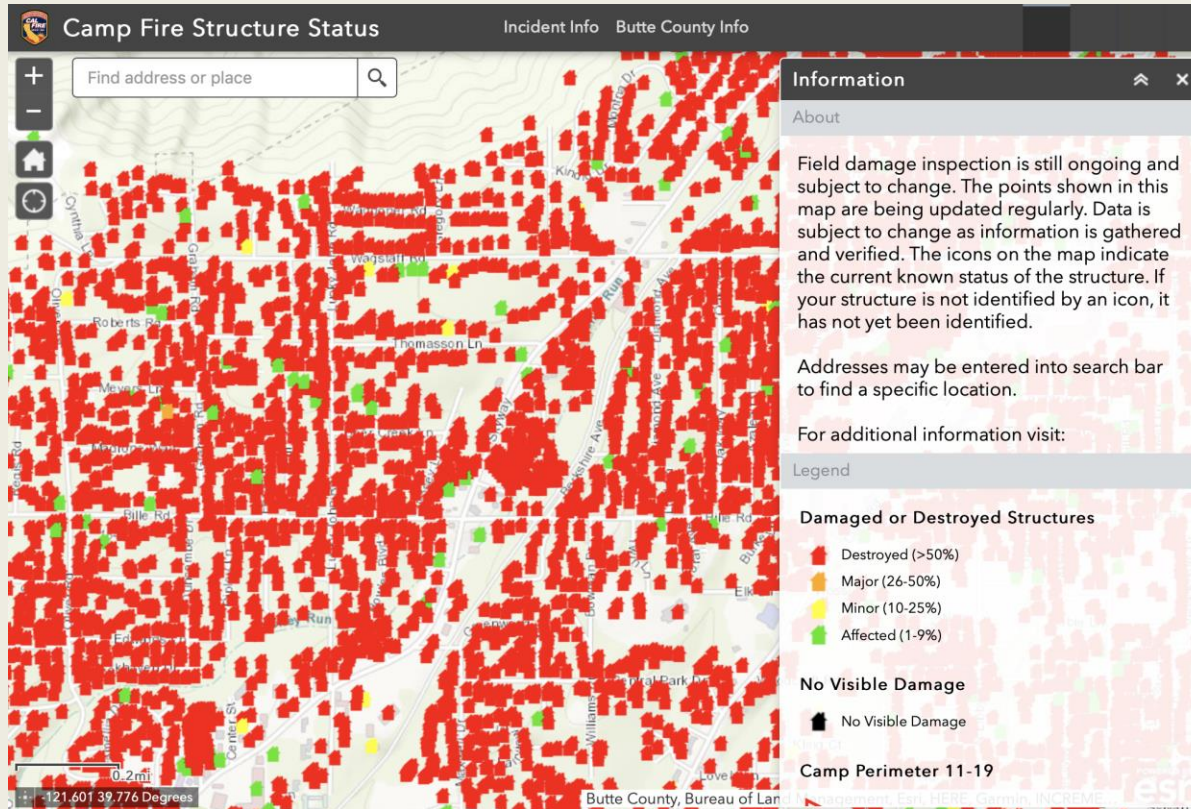 Camp Fire Structure Status
Incident Info
Butte County Info
Find address or place
Information
About
Field damage inspection is still ongoing and
subject to change. The points shown in this
map are being updated regularly. Data is
subject to change as information is gathered
and verified. The icons on the map indicate
the current known status of the structure. If
your structure is not identified by an icon, it
has not yet been identified.
Addresses may be entered into search bar
to find a specific location.
For additional information visit:
Legend
Damaged or Destroyed Structures
Destroyed (>50%)
Major (26-50%)
Minor (10-25%)
Affected (1-9%)
No Visible Damage
No Visible Damage
Camp Perimeter 11-19
Cynthia Ln
Graham Rd
Wagstaff Rd
Roberts Rd
Thomasson Ln
Meyers Ln
Skyway
Berkshire Ave
Bille Rd
Bille Rd
Center St
Williams
0.2mi
-121.601 39.776 Degrees
Butte County, Bureau of Land Management, Esri, HERE, Garmin, INCREME...
esri